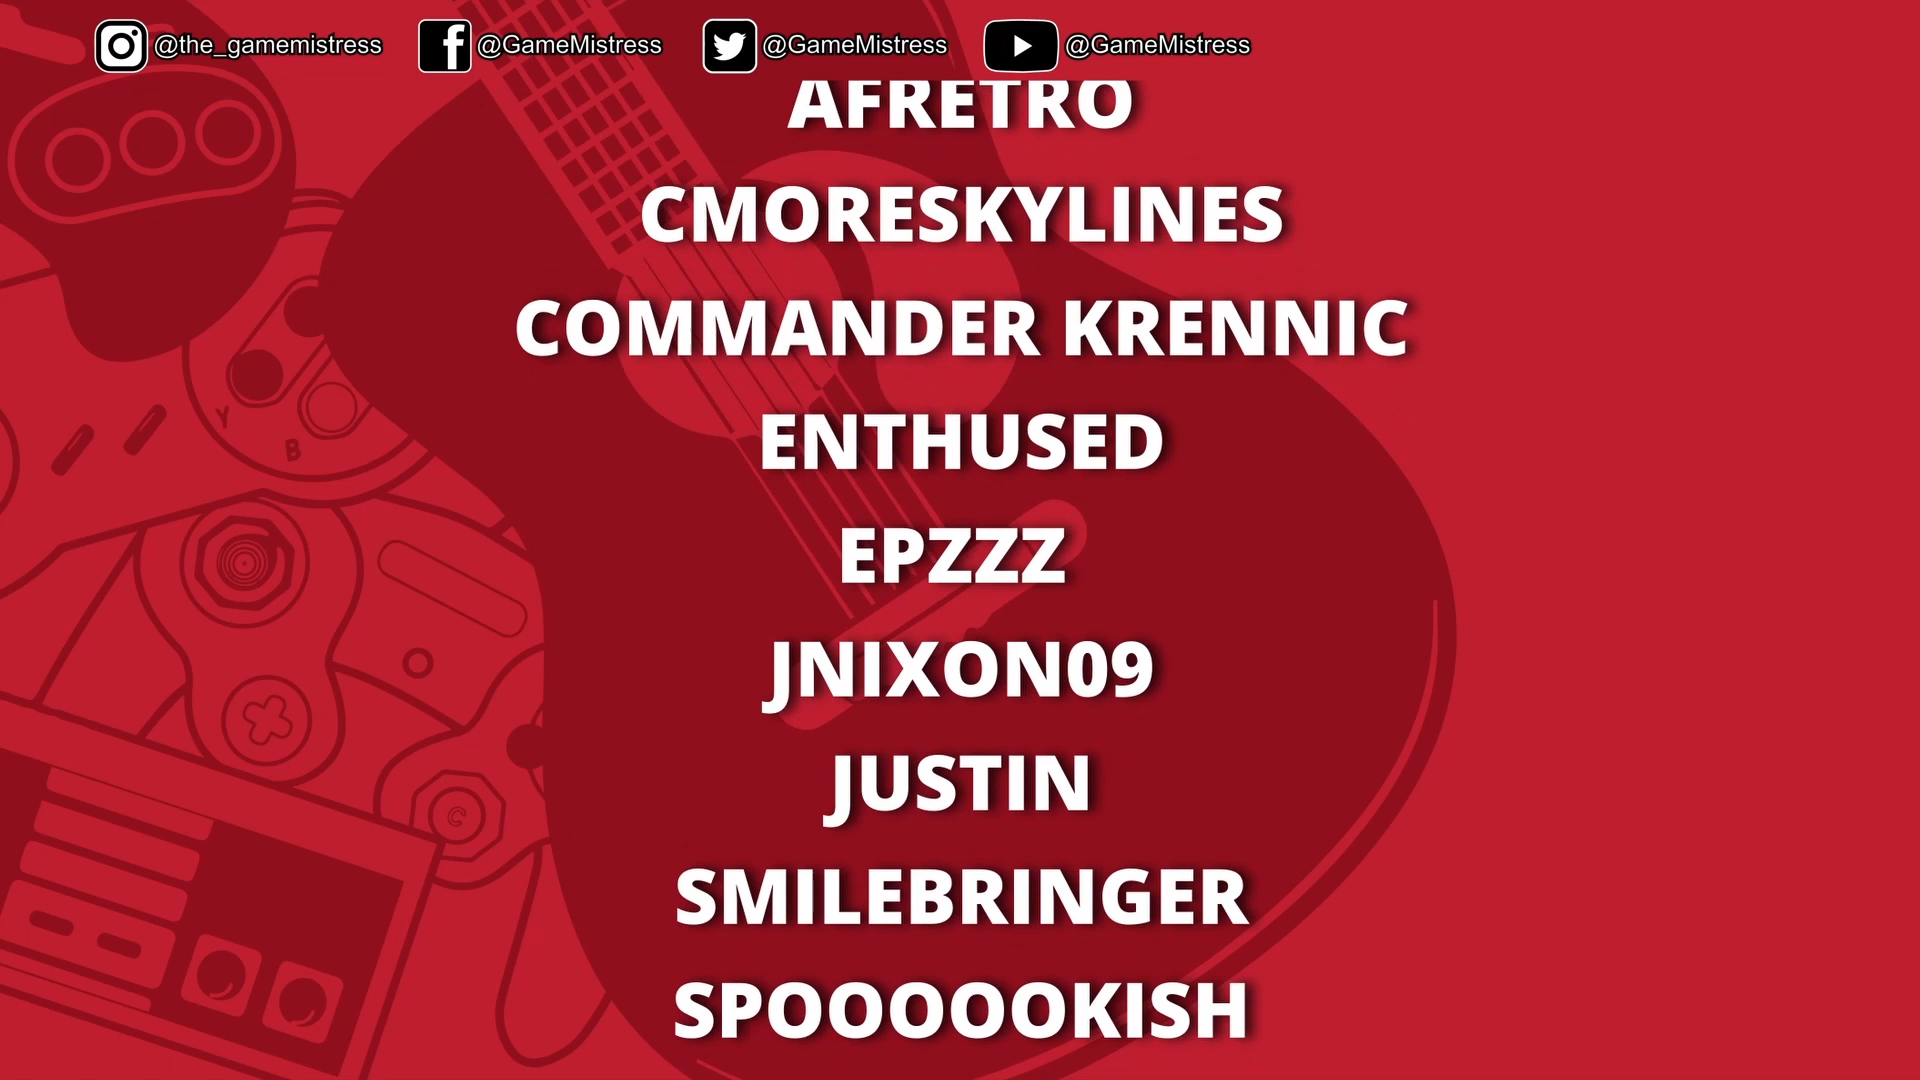 @the_gamemistress @GameMistress @GameMistress @GameMistress
AFRETRO
CMORESKYLINES
COMMANDER KRENNIC
ENTHUSED
EPZZZ
JNIXON09
JUSTIN
SMILEBRINGER
SPOOOOOKISH
Y
B
C